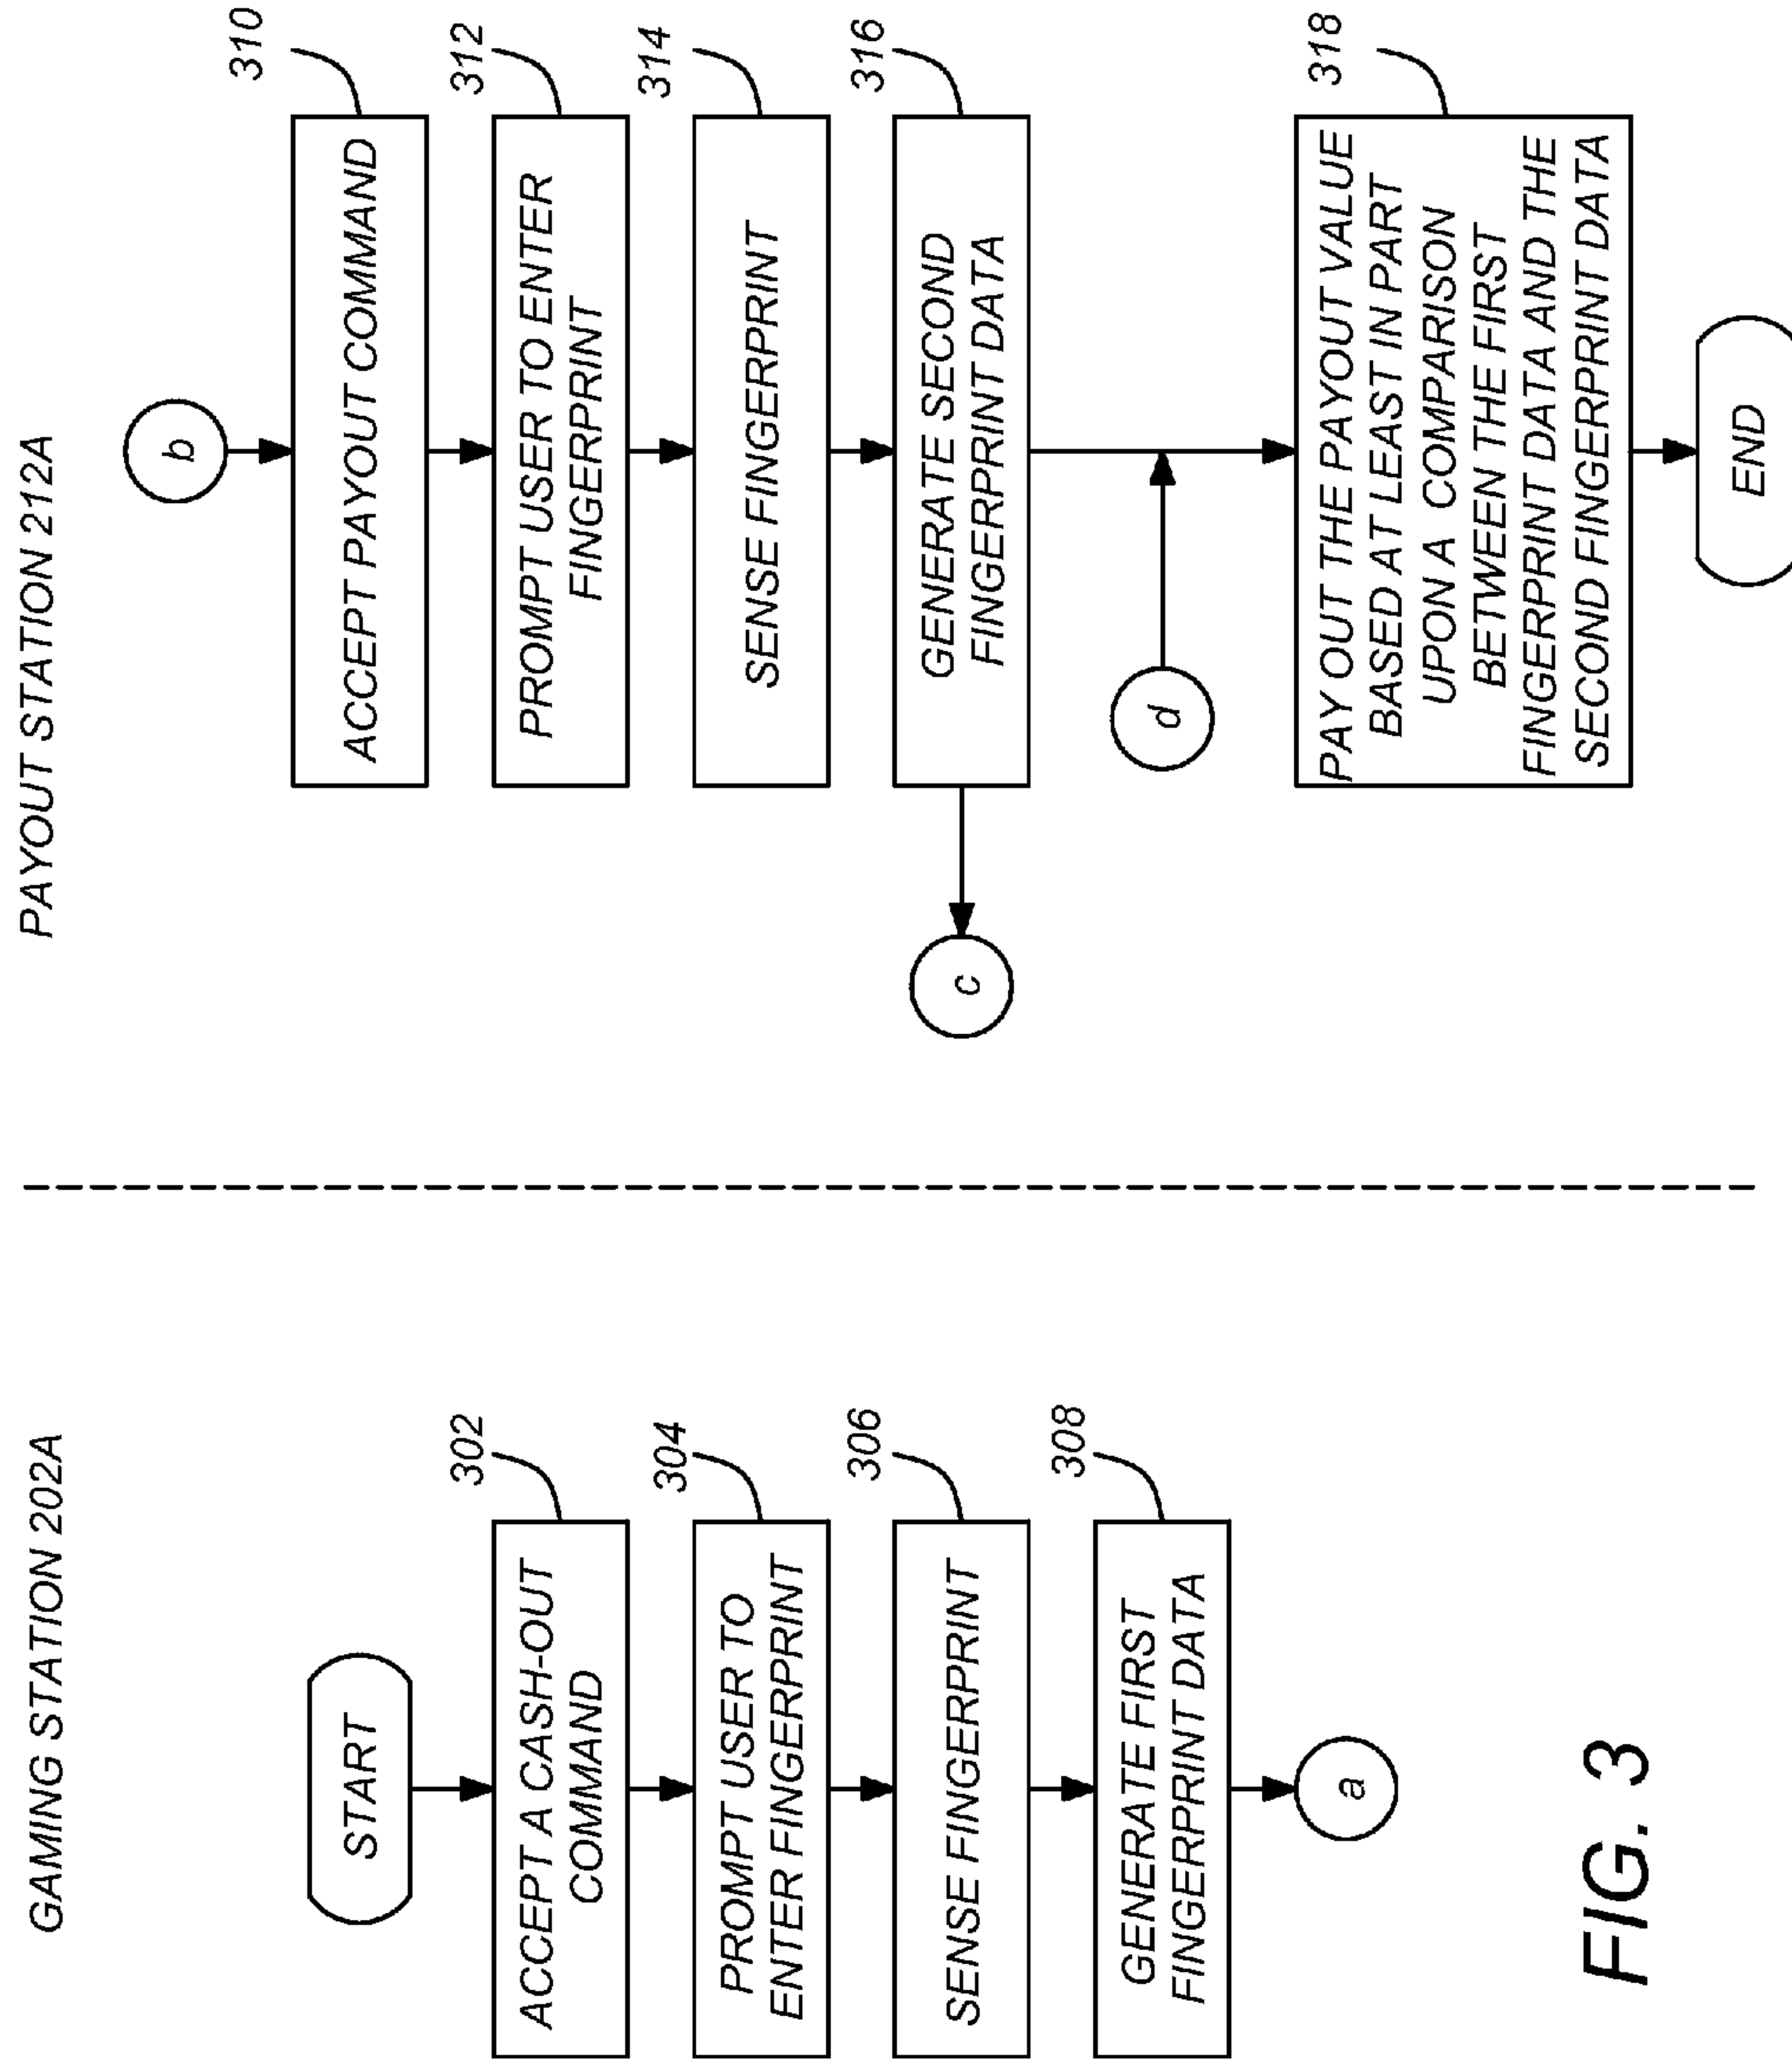 GAMING STATION 202A
START
302
ACCEPT A CASH-OUT
COMMAND
304
PROMPT USER TO
ENTER FINGERPRINT
306
SENSE FINGERPRINT
308
GENERATE FIRST
FINGERPRINT DATA
a
PAYOUT STATION 212A
b
310
ACCEPT PAYOUT COMMAND
312
PROMPT USER TO ENTER
FINGERPRINT
314
SENSE FINGERPRINT
316
GENERATE SECOND
FINGERPRINT DATA
c
d
318
PAY OUT THE PAYOUT VALUE
BASED AT LEAST IN PART
UPON A COMPARISON
BETWEEN THE FIRST
FINGERPRINT DATA AND THE
SECOND FINGERPRINT DATA
END
FIG. 3